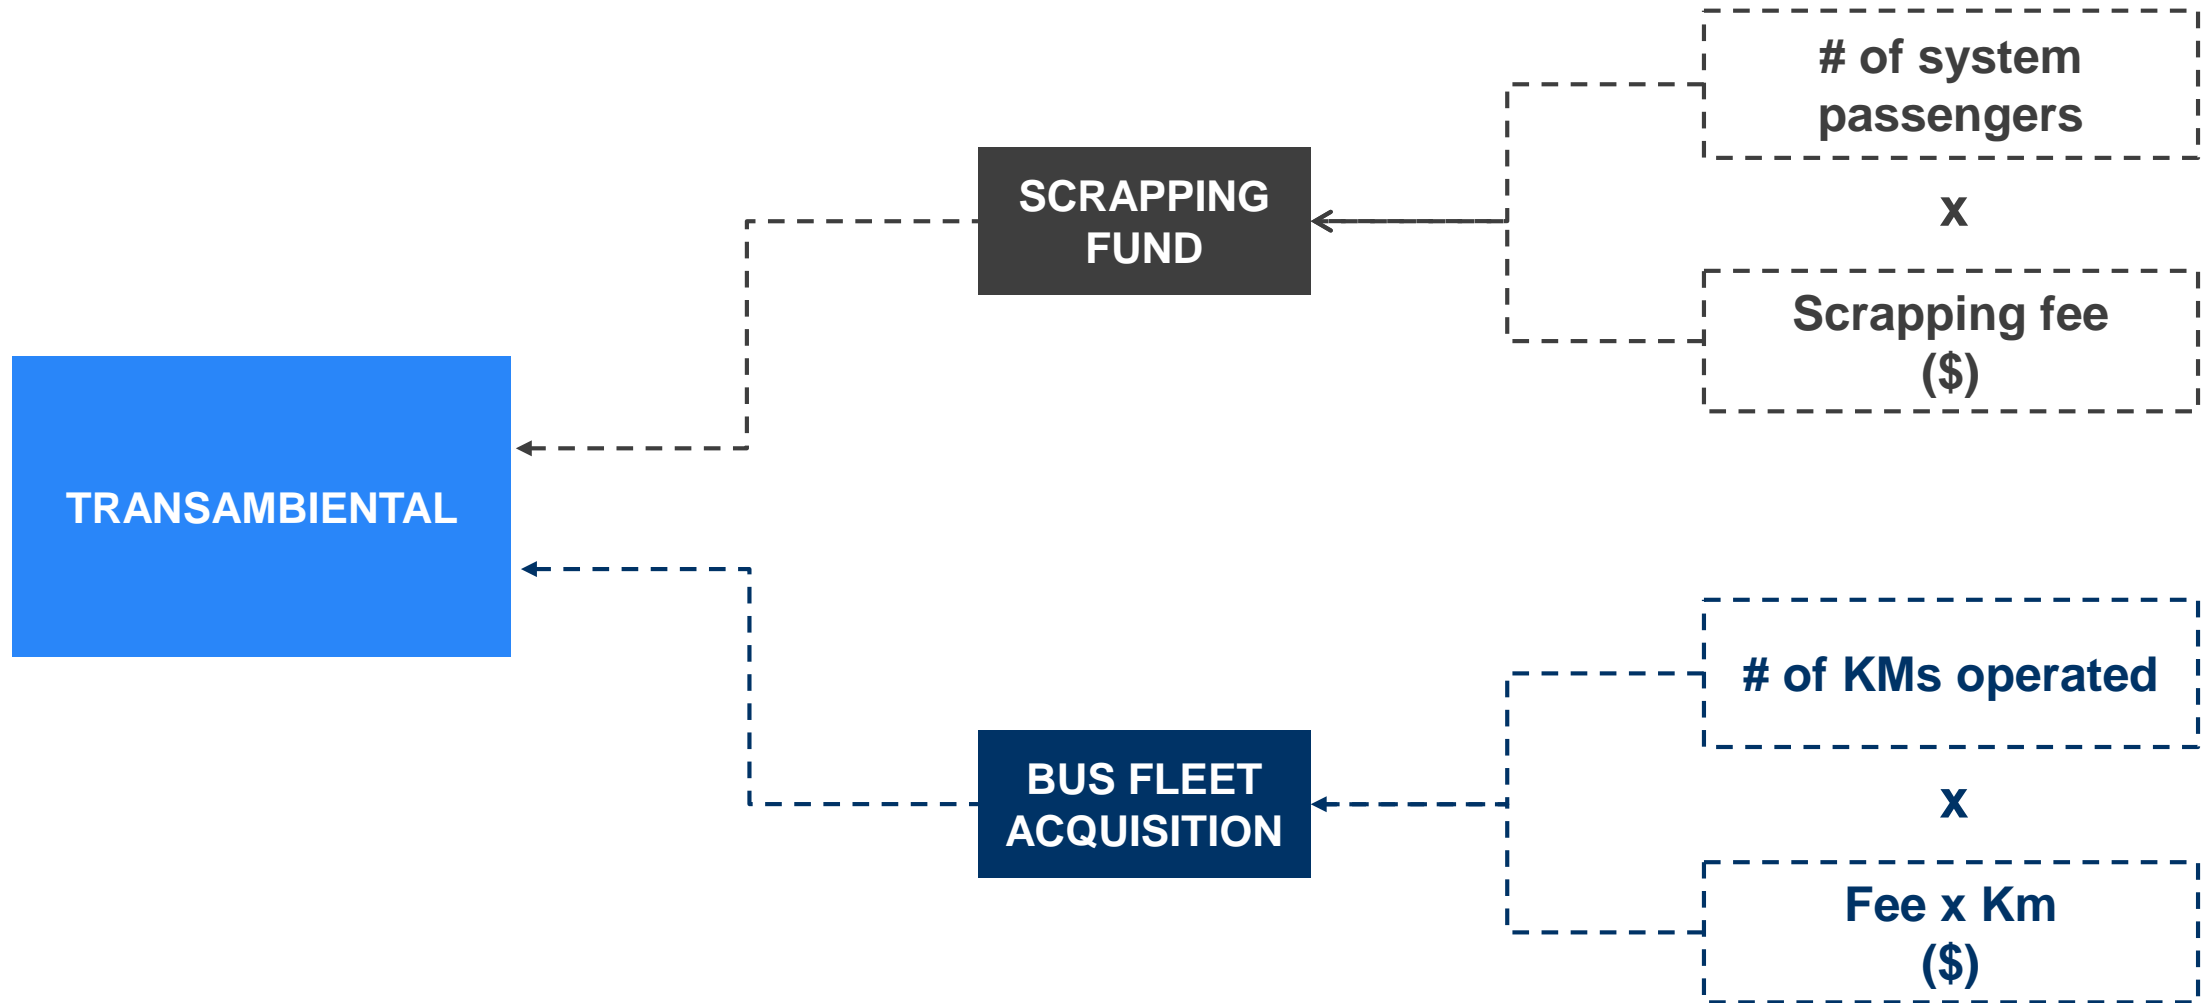 # of system
passengers
x
SCRAPPING
FUND
Scrapping fee
($)
TRANSAMBIENTAL
# of KMs operated
x
BUS FLEET
ACQUISITION
Fee x Km
($)